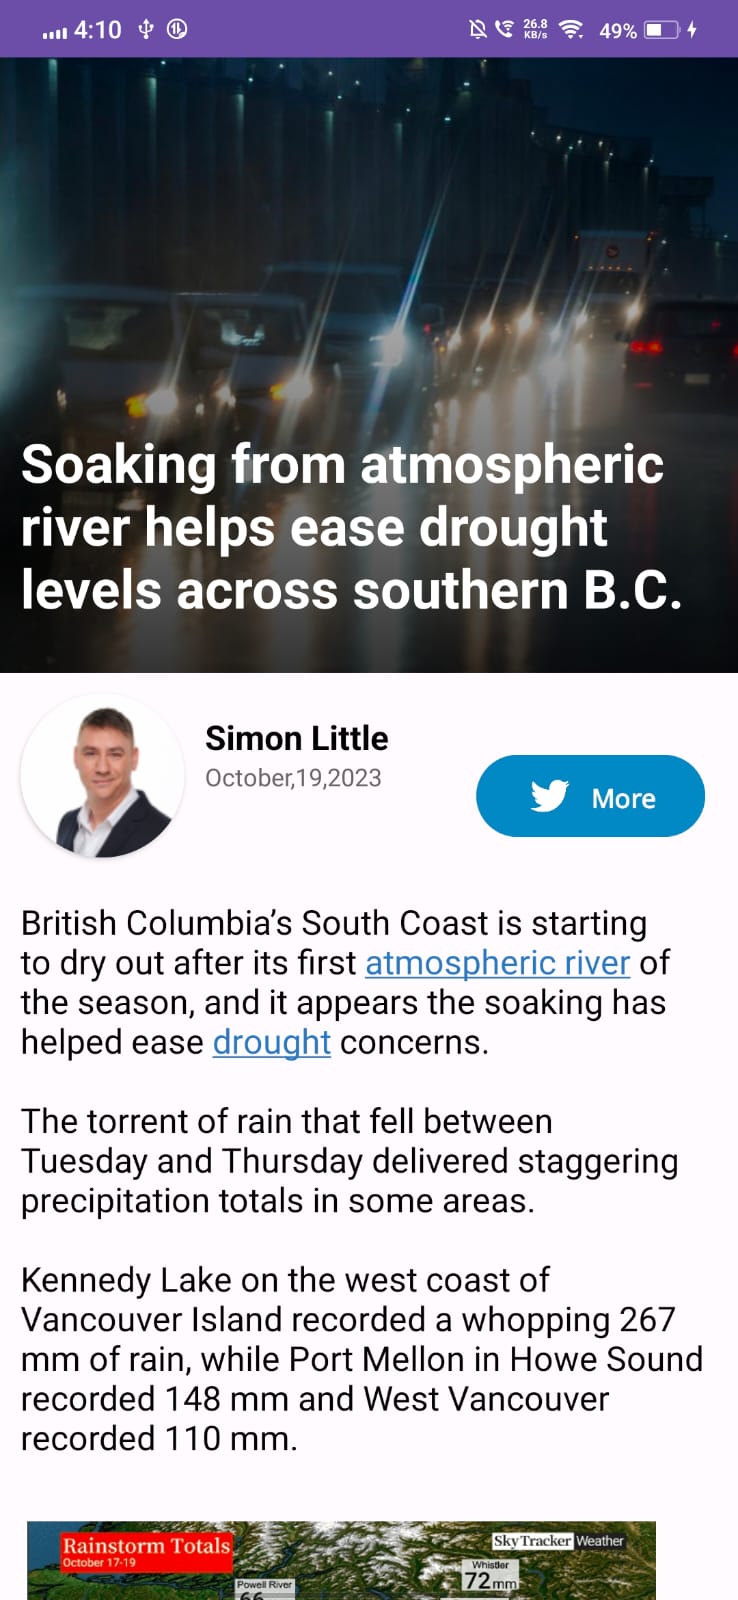 4:10
26.8
KB/s
49%
Soaking from atmospheric
river helps ease drought
levels across southern B.C.
Simon Little
October,19,2023
More
British Columbia’s South Coast is starting
to dry out after its first atmospheric river of
the season, and it appears the soaking has
helped ease drought concerns.
The torrent of rain that fell between
Tuesday and Thursday delivered staggering
precipitation totals in some areas.
Kennedy Lake on the west coast of
Vancouver Island recorded a whopping 267
mm of rain, while Port Mellon in Howe Sound
recorded 148 mm and West Vancouver
recorded 110 mm.
Rainstorm Totals
October 17-19
SkyTracker Weather
Whistler
72mm
Powell River